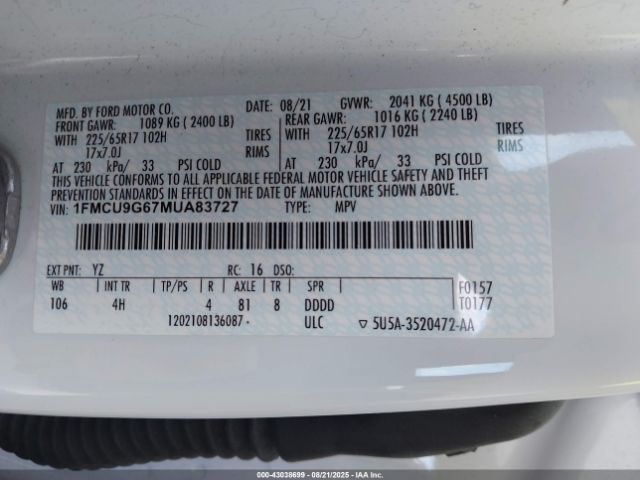 MFD. BY FORD MOTOR CO. DATE: 08/21 GVWR: 2041 KG ( 4500 LB)
FRONT GAWR: 1089 KG ( 2400 LB) REAR GAWR: 1016 KG ( 2240 LB)
WITH 225/65R17 102H TIRES WITH 225/65R17 102H TIRES
17x7.0J RIMS 17x7.0J RIMS
AT 230 kPa/ 33 PSI COLD AT 230 kPa/ 33 PSI COLD
THIS VEHICLE CONFORMS TO ALL APPLICABLE FEDERAL MOTOR VEHICLE SAFETY AND THEFT
PREVENTION STANDARDS IN EFFECT ON THE DATE OF MANUFACTURE SHOWN ABOVE.
VIN: 1FMCU9G67MUA83727 TYPE: MPV
EXT PNT: YZ RC: 16 DSO:
WB INT TR TP/PS R AXLE TR SPR F0157
106 4H 4 81 8 DDDD T0177
1202108136087- ULC ▽ 5U5A-3520472-AA
000-43038699 - 08/21/2025 - IAAI.com